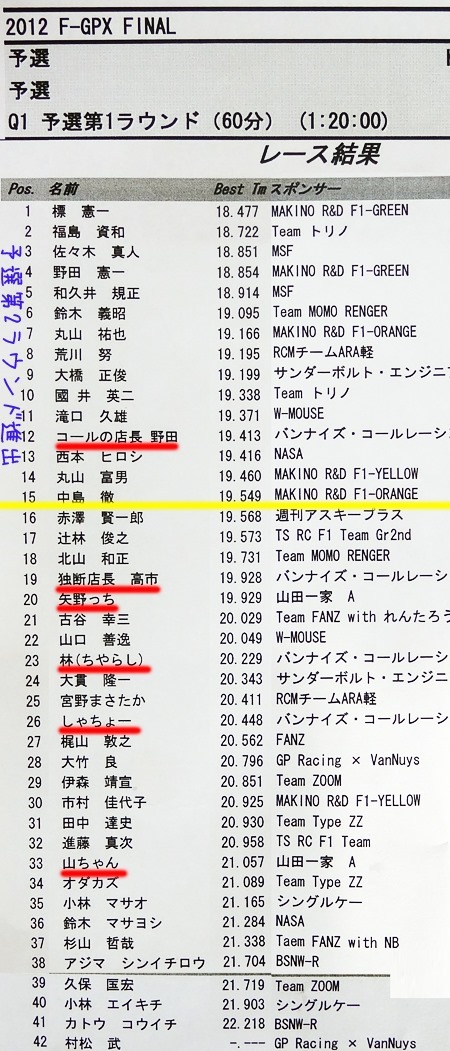 2012 F-GPX FINAL
予選
予選
Q1 予選第1ラウンド (60分) (1:20:00)
レース結果
Pos. 名前 Best Tm スポンサー
1 標 憲一 18.477 MAKINO R&D F1-GREEN
2 福島 資和 18.722 Team トリノ
3 佐々木 真人 18.851 MSF
4 野田 憲一 18.854 MAKINO R&D F1-GREEN
5 和久井 規正 18.914 MSF
6 鈴木 義昭 19.095 Team MOMO RENGER
7 丸山 祐也 19.166 MAKINO R&D F1-ORANGE
8 荒川 努 19.195 RCMチームARA軽
9 大橋 正俊 19.199 サンダーボルト・エンジニア
10 國井 英二 19.338 Team トリノ
11 滝口 久雄 19.371 W-MOUSE
12 コールの店長 野田 19.413 バンナイズ・コールレーシ
13 西本 ヒロシ 19.416 NASA
14 丸山 富男 19.460 MAKINO R&D F1-YELLOW
15 中島 徹 19.549 MAKINO R&D F1-ORANGE
予選第2ラウンド進出
16 赤澤 賢一郎 19.568 週刊アスキープラス
17 辻林 俊之 19.573 TS RC F1 Team Gr2nd
18 北山 和正 19.731 Team MOMO RENGER
19 独断店長 高市 19.928 バンナイズ・コールレーシ
20 矢野っち 19.929 山田一家 A
21 古谷 幸三 20.029 Team FANZ with れんたろう
22 山口 善逸 20.049 W-MOUSE
23 林(ちやらし) 20.229 バンナイズ・コールレーシ
24 大貫 隆一 20.343 サンダーボルト・エンジニ
25 宮野まさたか 20.411 RCMチームARA軽
26 しゃちょー 20.448 バンナイズ・コールレーシ
27 梶山 敦之 20.562 FANZ
28 大竹 良 20.796 GP Racing × VanNuys
29 伊森 靖宣 20.851 Team ZOOM
30 市村 佳代子 20.925 MAKINO R&D F1-YELLOW
31 田中 達史 20.930 Team Type ZZ
32 進藤 真次 20.958 TS RC F1 Team
33 山ちゃん 21.057 山田一家 A
34 オダカズ 21.089 Team Type ZZ
35 小林 マサオ 21.165 シングルケー
36 鈴木 マサヨシ 21.284 NASA
37 杉山 哲哉 21.338 Taem FANZ with NB
38 アジマ シンイチロウ 21.704 BSNW-R
39 久保 匡宏 21.719 Team ZOOM
40 小林 エイキチ 21.903 シングルケー
41 カトウ コウイチ 22.218 BSNW-R
42 村松 武 -.--- GP Racing × VanNuys